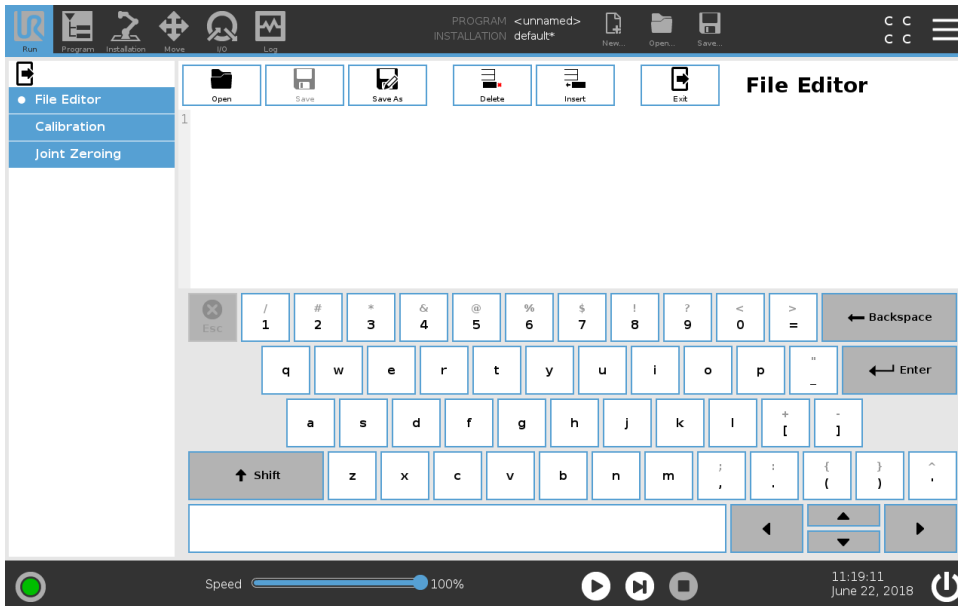 PROGRAM <unnamed>
INSTALLATION default*
Run Program Installation Move I/O Log New... Open... Save...
C C
C C
File Editor
Calibration
Joint Zeroing
Open Save Save As Delete Insert Exit
File Editor
1
Esc
/ # * & @ % $ ! ? < >
1 2 3 4 5 6 7 8 9 0 =
Backspace
q w e r t y u i o p " _
Enter
a s d f g h j k l + [ - ]
Shift
z x c v b n m ; , : . { ( } ) ^ '
Speed 100%
11:19:11
June 22, 2018